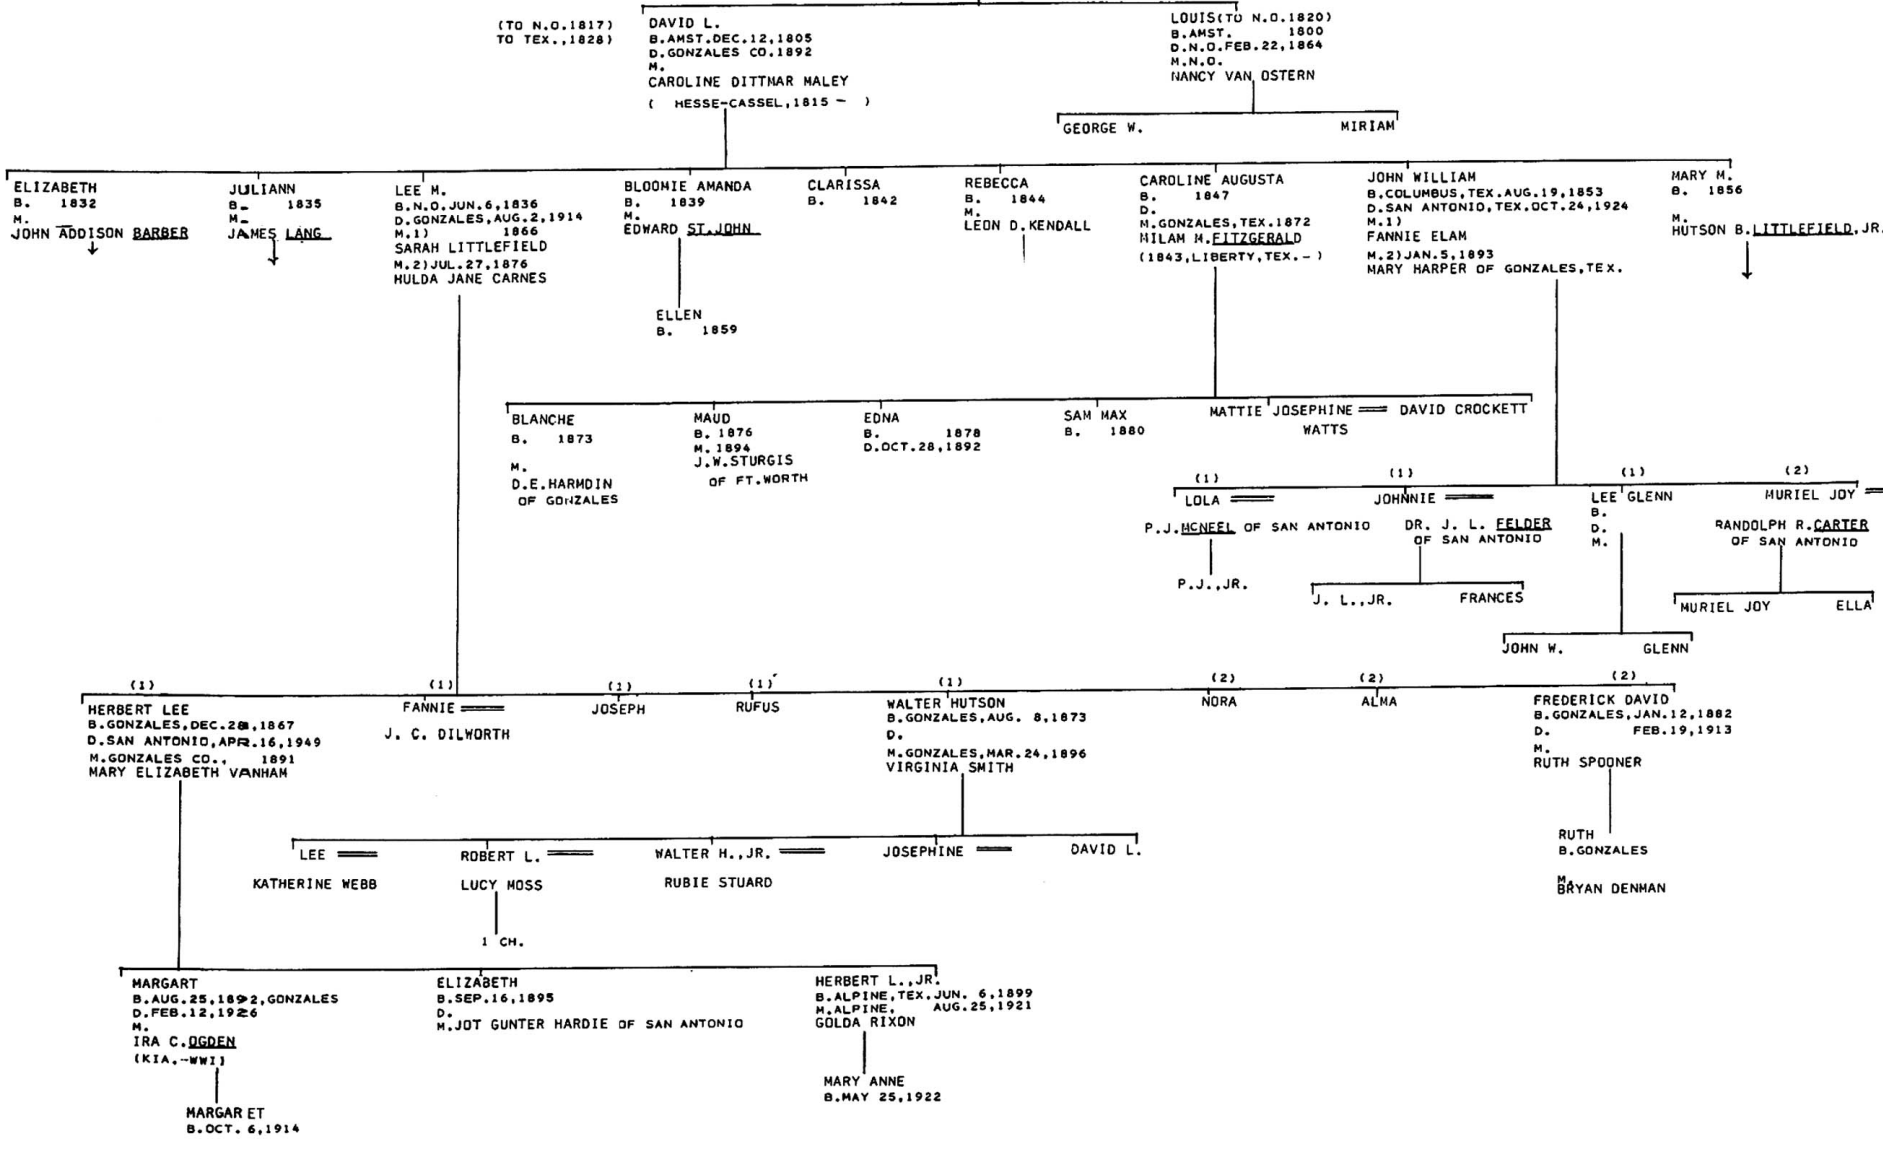 (TO N.O.1817)
TO TEX.,1828)
DAVID L.
B.AMST.DEC.12,1805
D.GONZALES CO.1892
M.
CAROLINE DITTMAR MALEY
( HESSE-CASSEL,1815 - )
LOUIS(TO N.O.1820)
B.AMST. 1800
D.N.O.FEB.22,1864
M.N.O.
NANCY VAN OSTERN
GEORGE W.
MIRIAM
ELIZABETH
B. 1832
M.
JOHN ADDISON BARBER
JULIANN
B. 1835
M.
JAMES LANG
LEE M.
B.N.O.JUN.6,1836
D.GONZALES,AUG.2,1914
M.1) 1866
SARAH LITTLEFIELD
M.2)JUL.27,1876
HULDA JANE CARNES
BLOOMIE AMANDA
B. 1839
M.
EDWARD ST.JOHN
ELLEN
B. 1859
CLARISSA
B. 1842
REBECCA
B. 1844
M.
LEON D.KENDALL
CAROLINE AUGUSTA
B. 1847
D.
M.GONZALES,TEX.1872
MILAM M.FITZGERALD
(1843,LIBERTY,TEX.- )
JOHN WILLIAM
B.COLUMBUS,TEX.AUG.19,1853
D.SAN ANTONIO,TEX.OCT.24,1924
M.1)
FANNIE ELAM
M.2)JAN.5,1893
MARY HARPER OF GONZALES,TEX.
MARY M.
B. 1856
M.
HUTSON B.LITTLEFIELD,JR.
BLANCHE
B. 1873
M.
D.E.HARMDIN
OF GONZALES
MAUD
B. 1876
M. 1894
J.W.STURGIS
OF FT.WORTH
EDNA
B. 1878
D.OCT.28,1892
SAM MAX
B. 1880
MATTIE JOSEPHINE
DAVID CROCKETT
WATTS
(1)
(1)
(1)
(2)
LOLA
P.J.MCNEEL OF SAN ANTONIO
P.J.,JR.
JOHNNIE
DR. J. L. FELDER
OF SAN ANTONIO
J. L.,JR.
FRANCES
LEE GLENN
B.
D.
M.
JOHN W.
GLENN
MURIEL JOY
RANDOLPH R.CARTER
OF SAN ANTONIO
MURIEL JOY
ELLA
(1)
(1)
(1)
(1)
(1)
(2)
(2)
(2)
HERBERT LEE
B.GONZALES,DEC.28,1867
D.SAN ANTONIO,APR.16,1949
M.GONZALES CO., 1891
MARY ELIZABETH VANHAM
FANNIE
J. C. DILWORTH
JOSEPH
RUFUS
WALTER HUTSON
B.GONZALES,AUG. 8,1873
D.
M.GONZALES,MAR.24,1896
VIRGINIA SMITH
NORA
ALMA
FREDERICK DAVID
B.GONZALES,JAN.12,1882
D. FEB.19,1913
M.
RUTH SPOONER
RUTH
B.GONZALES
M.
BRYAN DENMAN
LEE
KATHERINE WEBB
ROBERT L.
LUCY MOSS
1 CH.
WALTER H.,JR.
RUBIE STUARD
JOSEPHINE
DAVID L.
MARGART
B.AUG.25,1892,GONZALES
D.FEB.12,1926
M.
IRA C.OGDEN
(KIA.-WWI)
MARGARET
B.OCT. 6,1914
ELIZABETH
B.SEP.16,1895
D.
M.JOT GUNTER HARDIE OF SAN ANTONIO
HERBERT L.,JR.
B.ALPINE,TEX.JUN. 6,1899
M.ALPINE, AUG.25,1921
GOLDA RIXON
MARY ANNE
B.MAY 25,1922